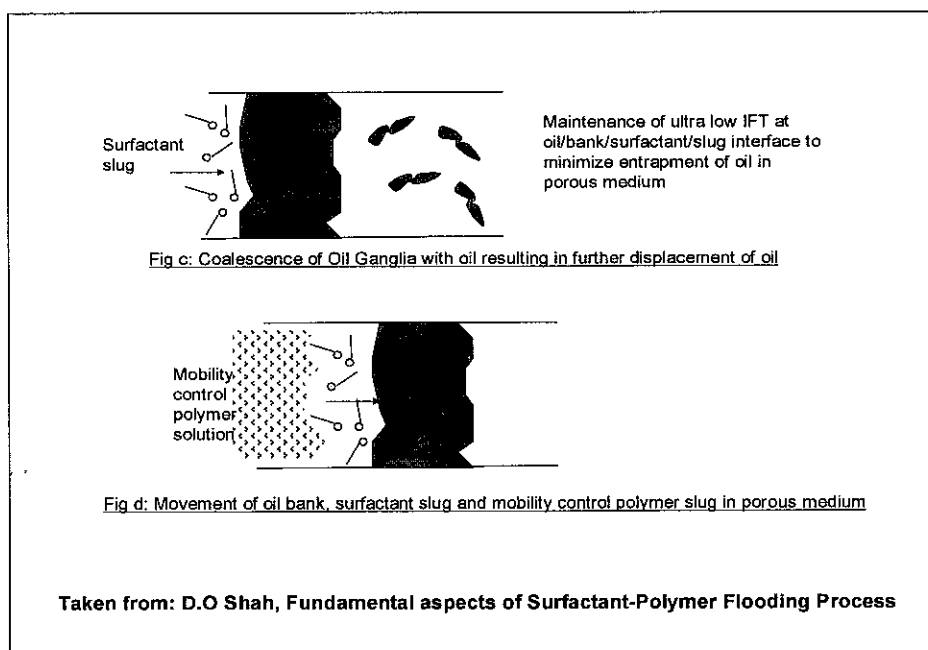 Surfactant
slug
Maintenance of ultra low IFT at
oil/bank/surfactant/slug interface to
minimize entrapment of oil in
porous medium
Fig c: Coalescence of Oil Ganglia with oil resulting in further displacement of oil
Mobility
control
polymer
solution
Fig d: Movement of oil bank, surfactant slug and mobility control polymer slug in porous medium
Taken from: D.O Shah, Fundamental aspects of Surfactant-Polymer Flooding Process